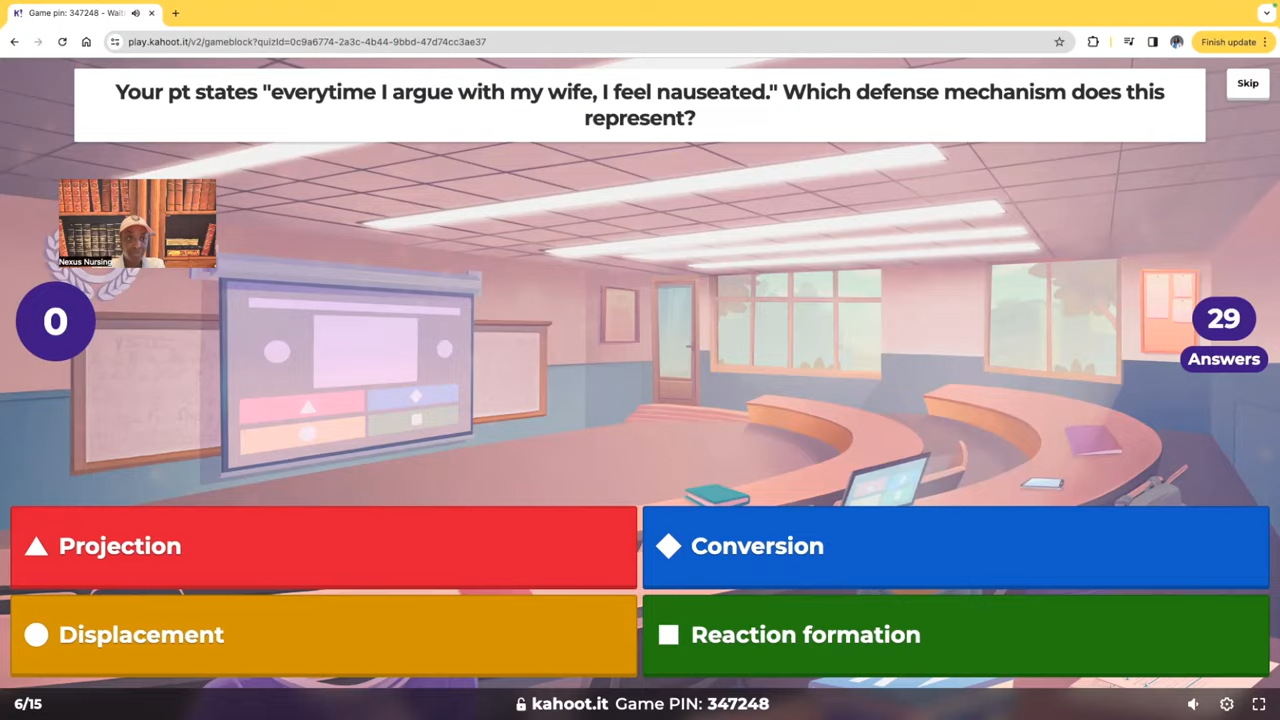 Game pin: 347248 - Wait
play.kahoot.it/v2/gameblock?quizId=0c9a6774-2a3c-4b44-9bbd-47d74cc3ae37
Finish update
Your pt states "everytime I argue with my wife, I feel nauseated." Which defense mechanism does this
represent?
Skip
Nexus Nursing
0
29
Answers
Projection
Conversion
Displacement
Reaction formation
6/15
kahoot.it Game PIN: 347248